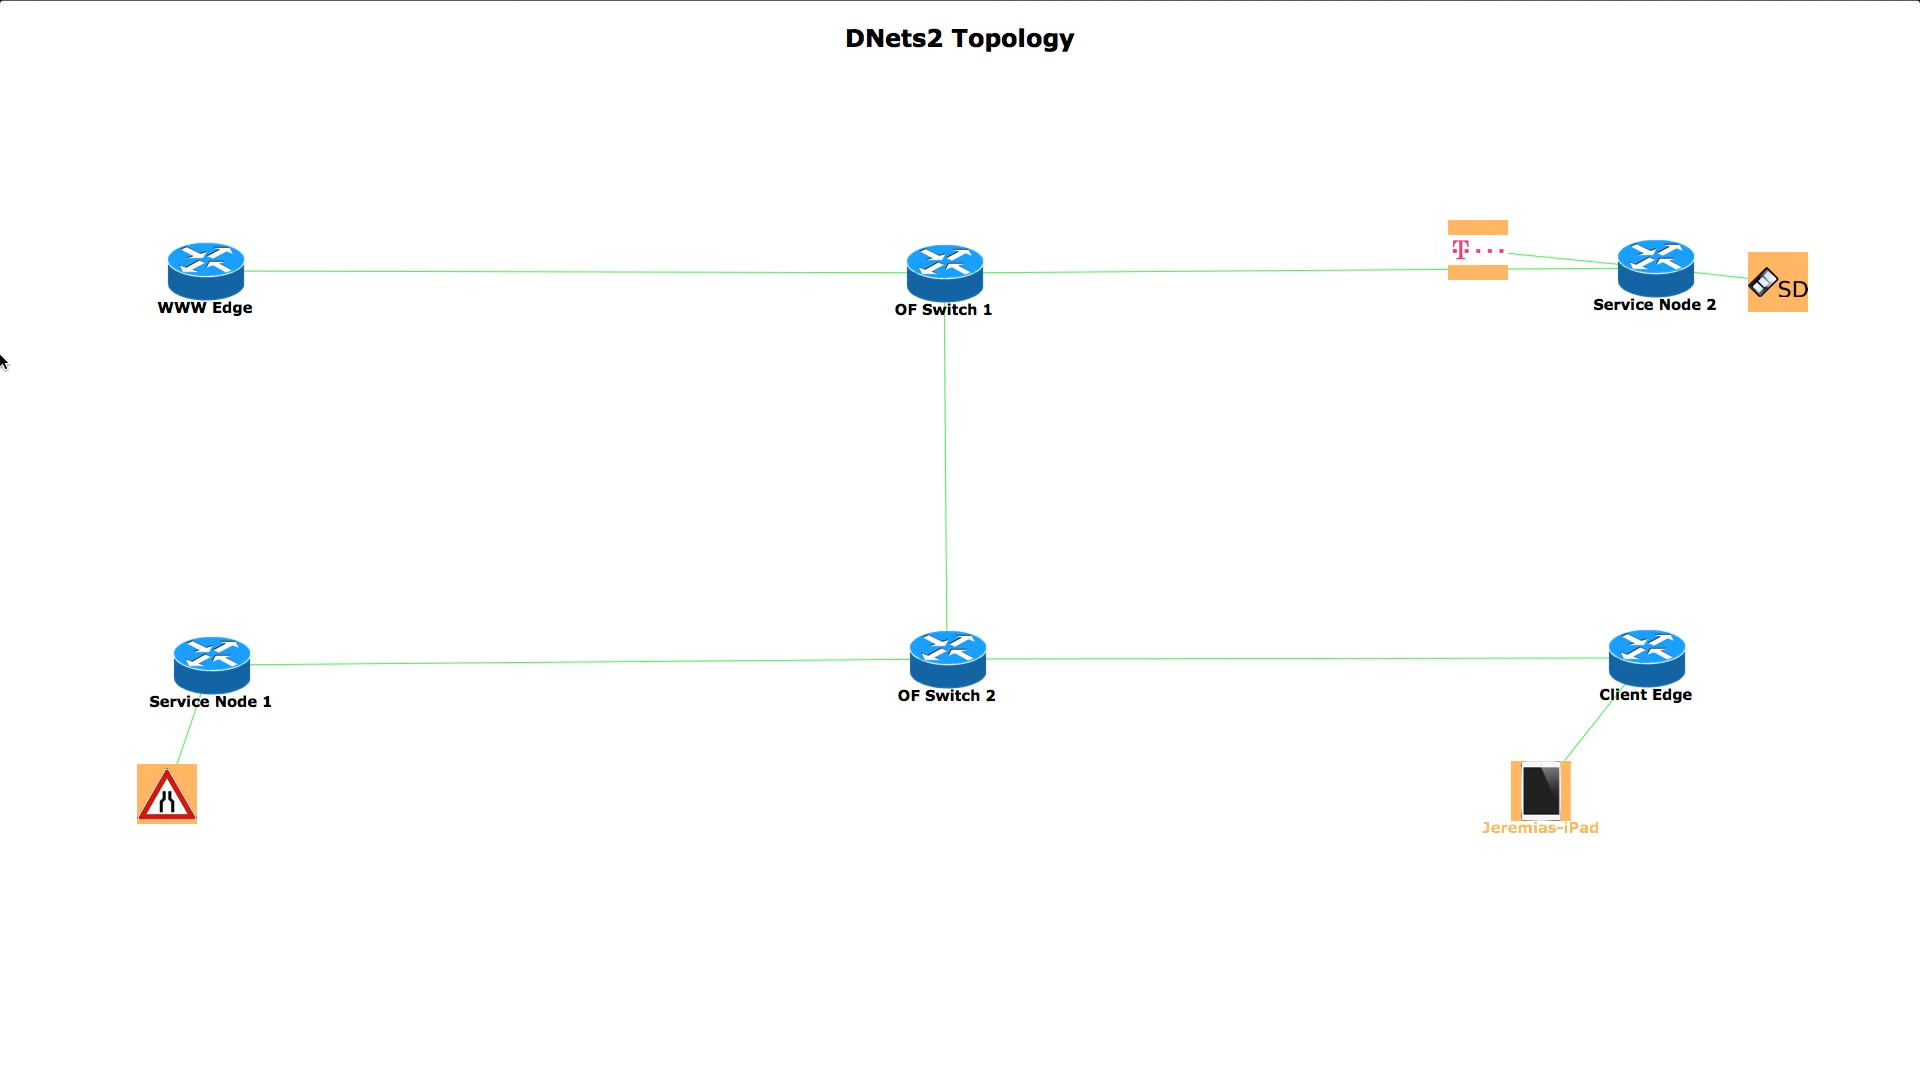 DNets2 Topology
T...
WWW Edge
OF Switch 1
Service Node 2
SD
Service Node 1
OF Switch 2
Client Edge
Jeremias-iPad